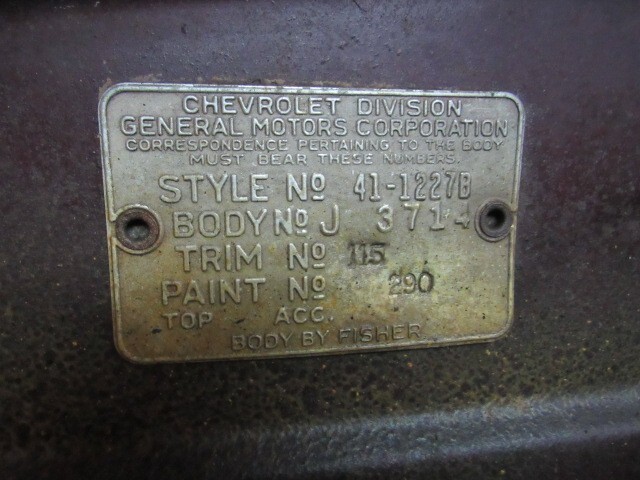 CHEVROLET DIVISION
GENERAL MOTORS CORPORATION
CORRESPONDENCE PERTAINING TO THE BODY
MUST BEAR THESE NUMBERS.
STYLE No 41-1227B
BODY No J 3714
TRIM No 115
PAINT No 290
TOP ACC.
BODY BY FISHER